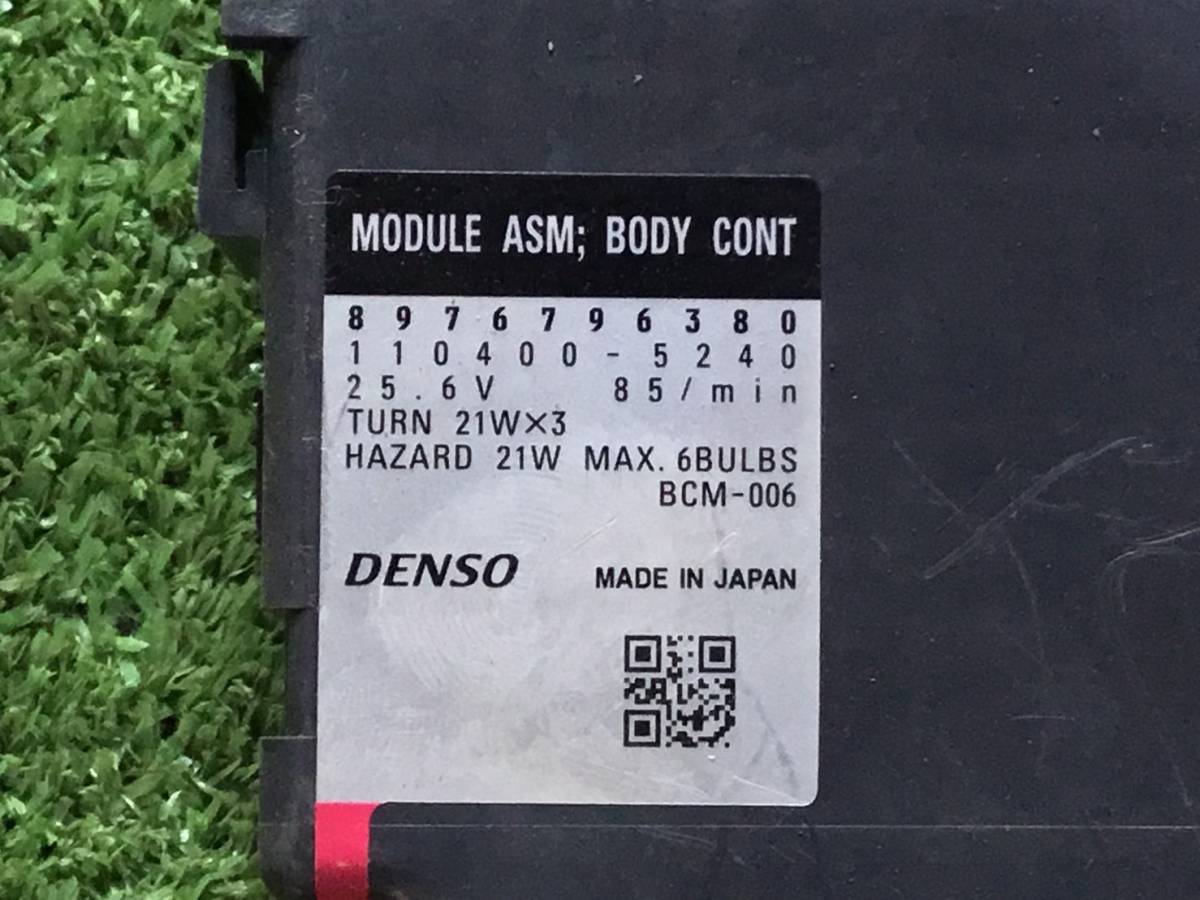 MODULE ASM; BODY CONT
8976796380
110400-5240
25.6V 85/min
TURN 21W×3
HAZARD 21W MAX. 6BULBS
BCM-006
DENSO MADE IN JAPAN